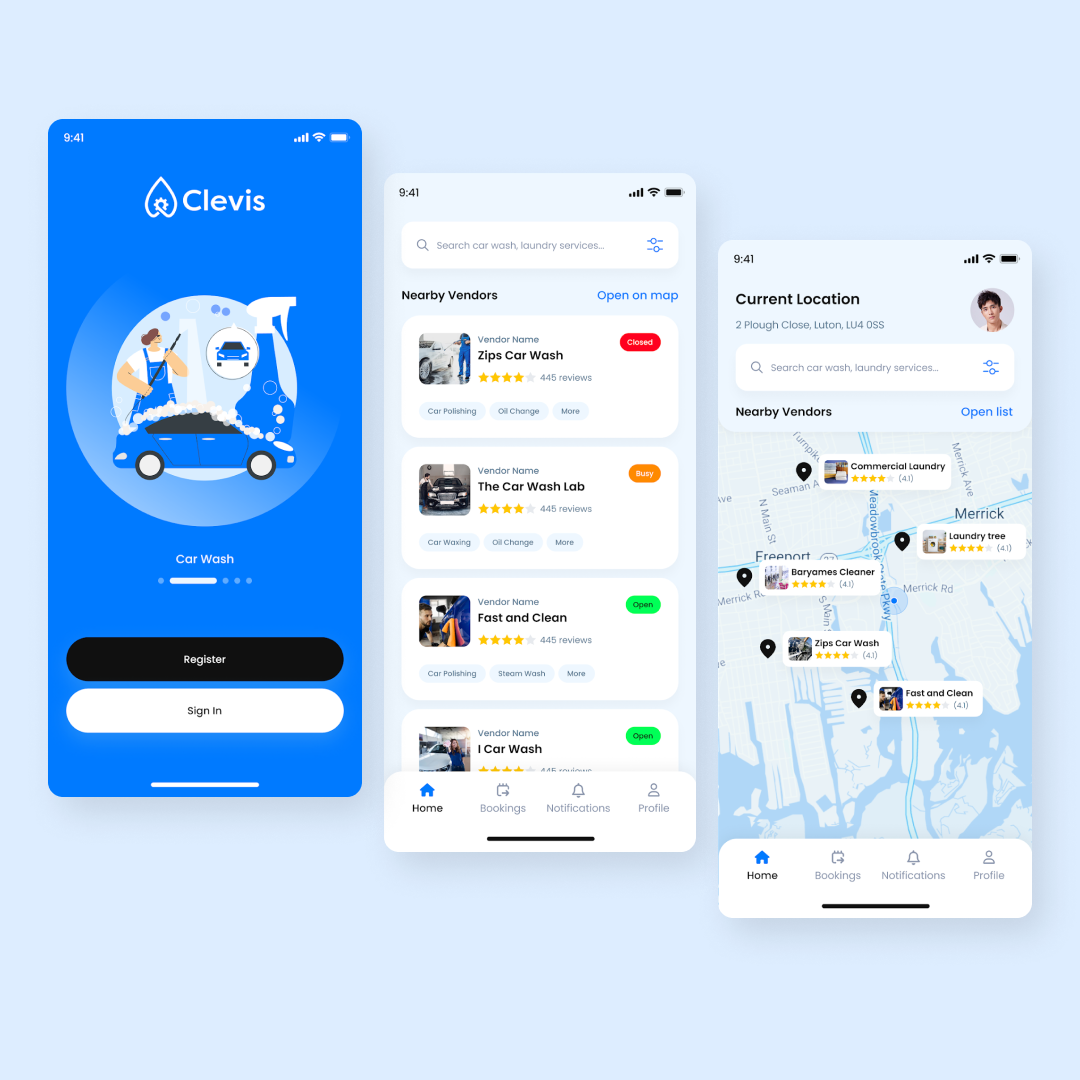 9:41
Clevis
Car Wash
Register
Sign In
9:41
Search car wash, laundry services...
Nearby Vendors
Open on map
Vendor Name
Closed
Zips Car Wash
445 reviews
Car Polishing
Oil Change
More
Vendor Name
Busy
The Car Wash Lab
445 reviews
Car Waxing
Oil Change
More
Vendor Name
Open
Fast and Clean
445 reviews
Car Polishing
Steam Wash
More
Vendor Name
Open
I Car Wash
445 reviews
Home
Bookings
Notifications
Profile
9:41
Current Location
2 Plough Close, Luton, LU4 0SS
Search car wash, laundry services...
Nearby Vendors
Open list
Turnpike
Commercial Laundry
(4.1)
Merrick Ave
Seaman A
Ave
N Main St
Meadowbrook State Pkwy
Merrick
Laundry tree
(4.1)
Freeport
27
Baryames Cleaner
(4.1)
Merrick Rd
Merrick Rd
S Main
Zips Car Wash
(4.1)
Fast and Clean
(4.1)
Home
Bookings
Notifications
Profile